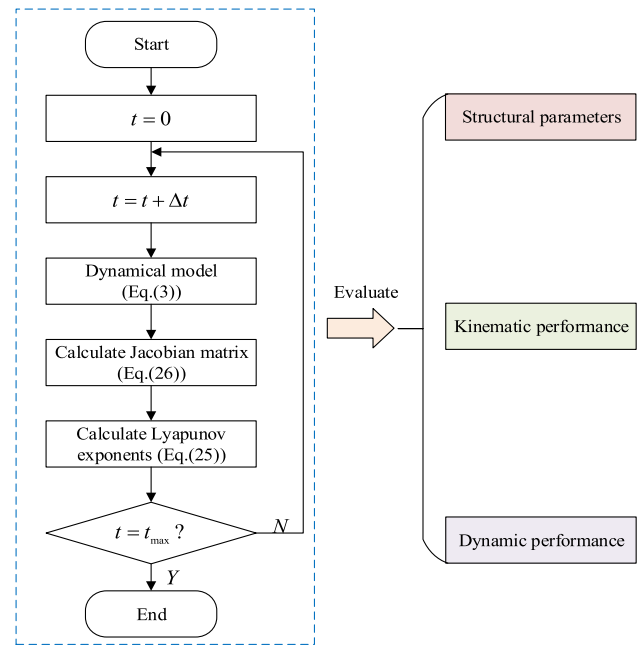 Start
t = 0
t = t + Δt
Dynamical model
(Eq.(3))
Calculate Jacobian matrix
(Eq.(26))
Calculate Lyapunov
exponents (Eq.(25))
t = t_max ?
N
Y
End
Evaluate
Structural parameters
Kinematic performance
Dynamic performance